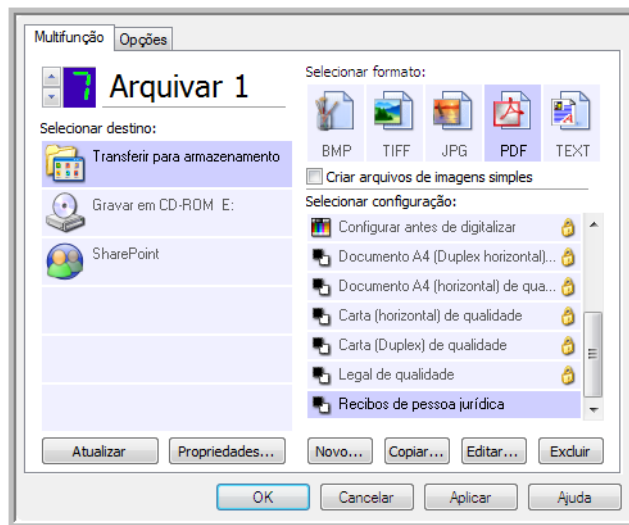 Multifunção
Opções
7
Arquivar 1
Selecionar destino:
Transferir para armazenamento
Gravar em CD-ROM E:
SharePoint
Atualizar
Propriedades...
Selecionar formato:
BMP
TIFF
JPG
PDF
TEXT
Criar arquivos de imagens simples
Selecionar configuração:
Configurar antes de digitalizar
Documento A4 (Duplex horizontal)...
Documento A4 (horizontal) de qua...
Carta (horizontal) de qualidade
Carta (Duplex) de qualidade
Legal de qualidade
Recibos de pessoa jurídica
Novo...
Copiar...
Editar...
Excluir
OK
Cancelar
Aplicar
Ajuda